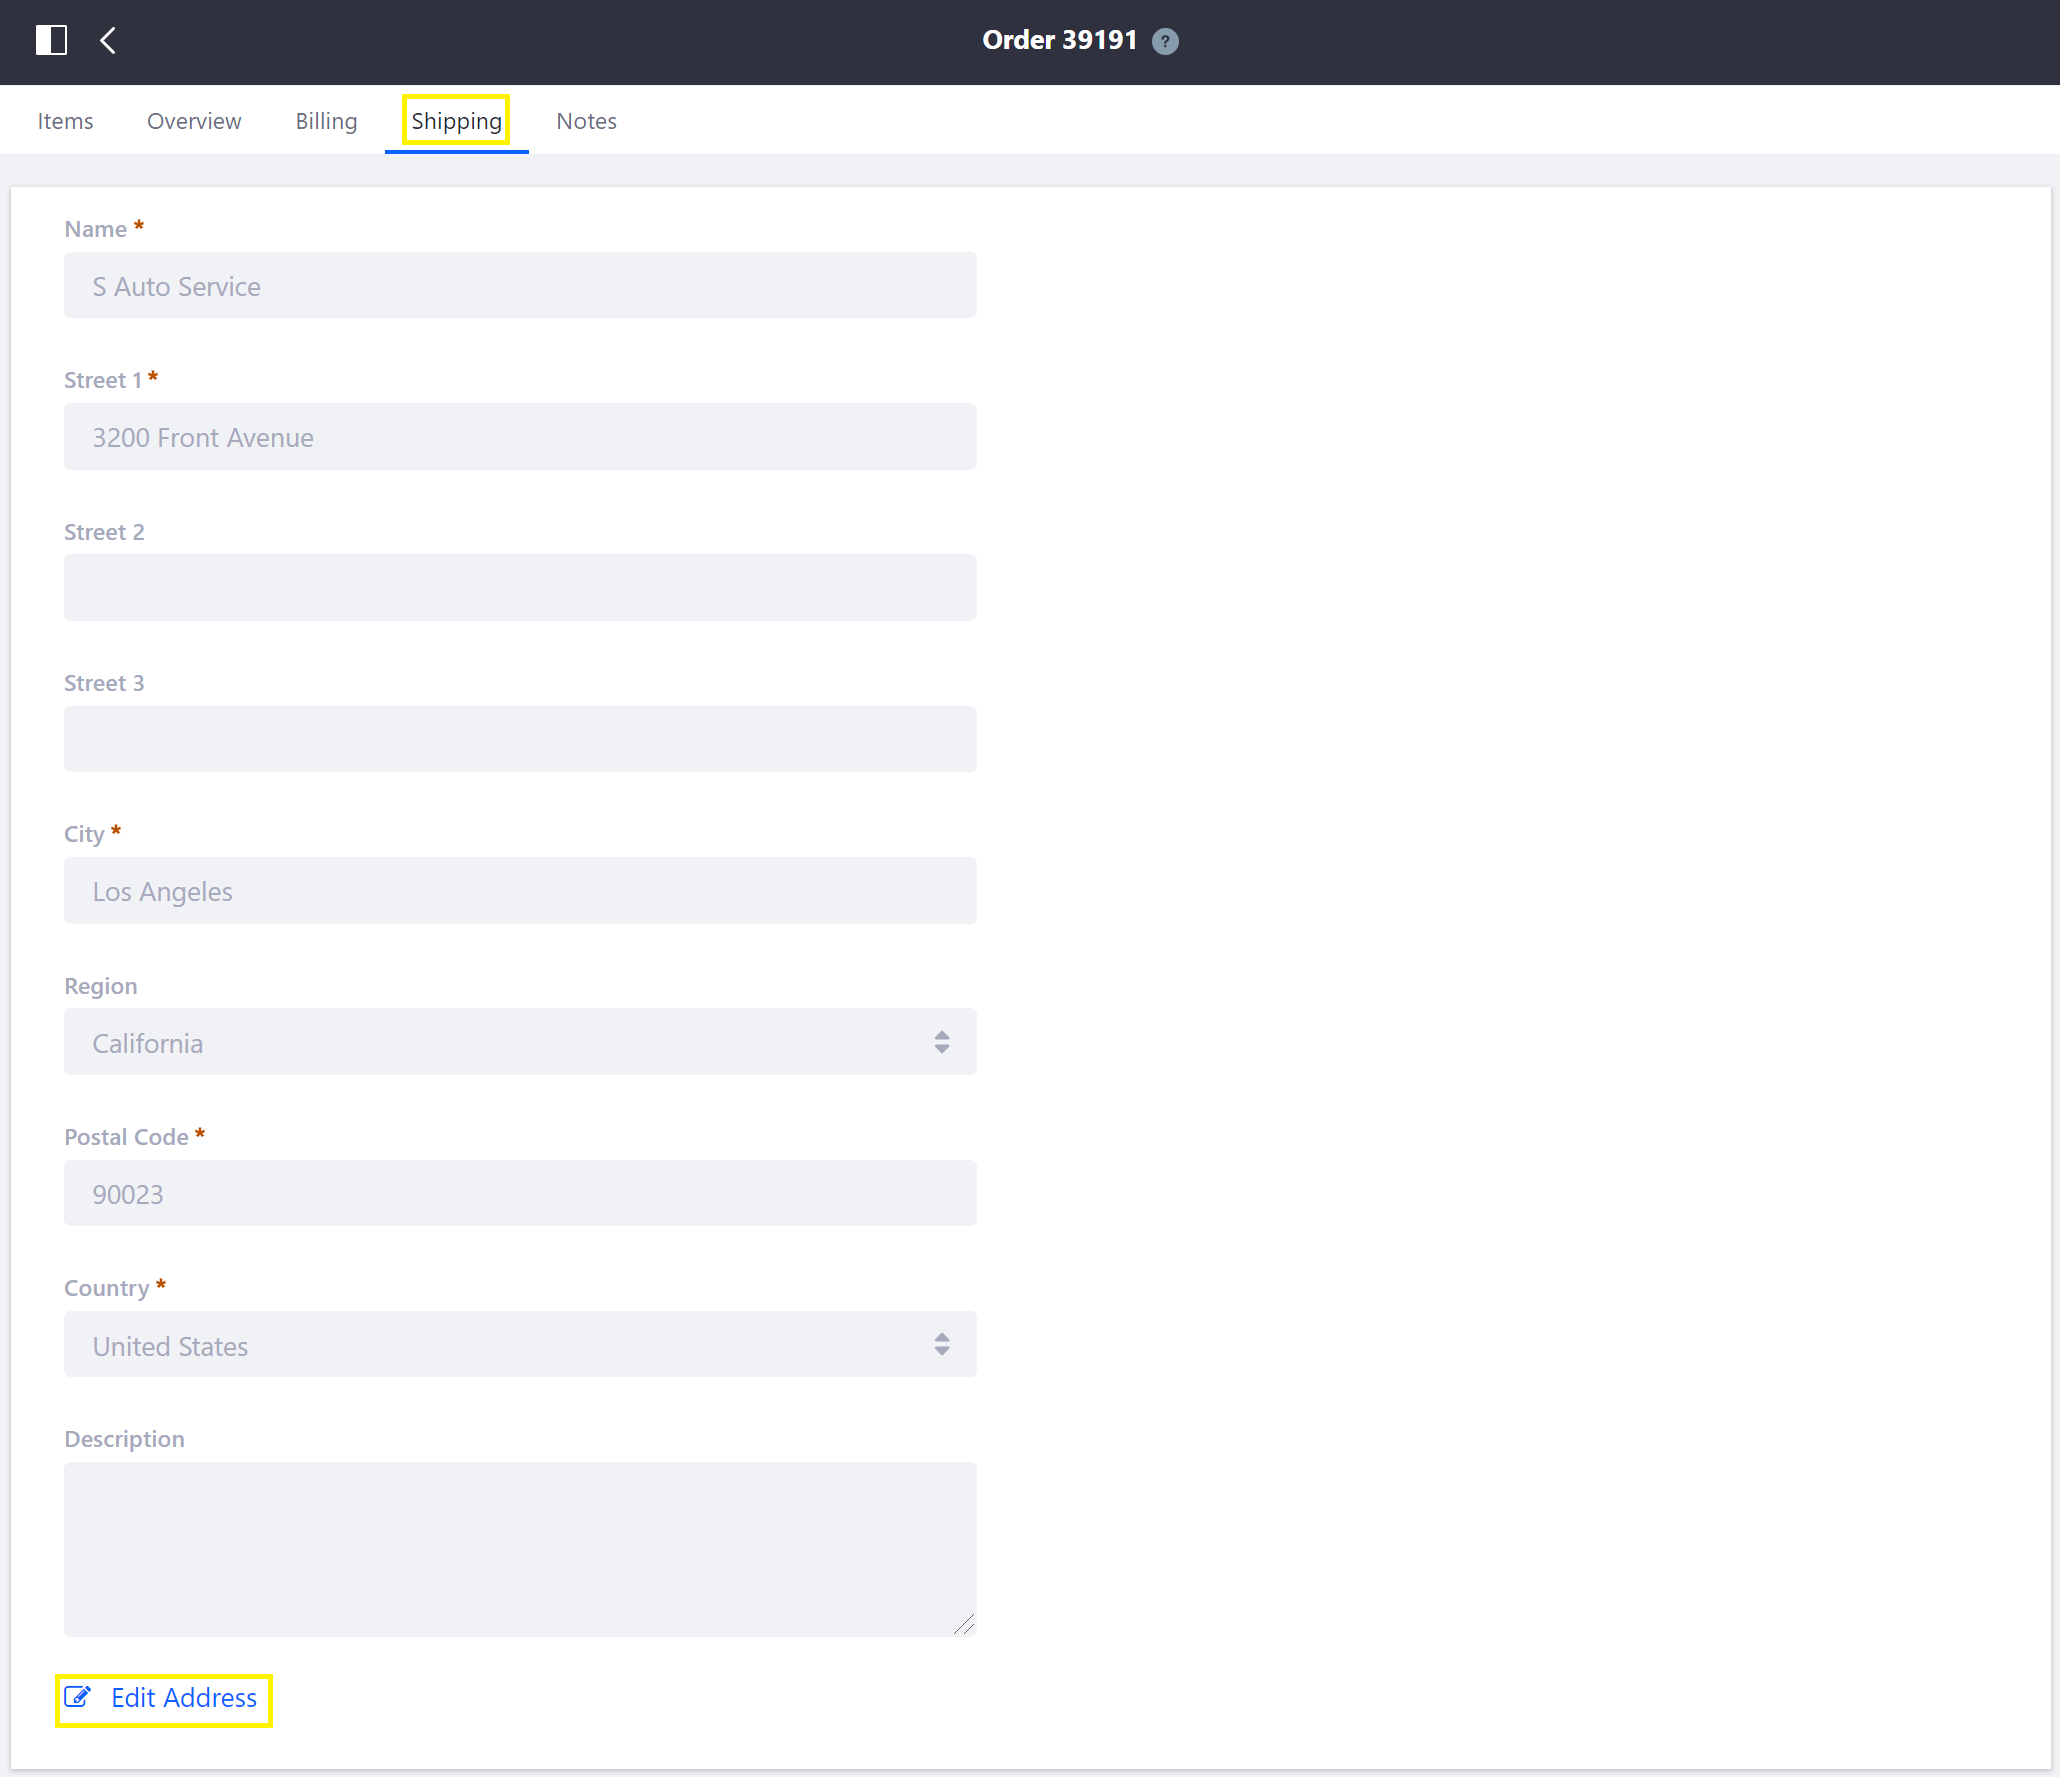 Order 39191 ?
Items Overview Billing Shipping Notes
Name *
S Auto Service
Street 1 *
3200 Front Avenue
Street 2
Street 3
City *
Los Angeles
Region
California
Postal Code *
90023
Country *
United States
Description
Edit Address